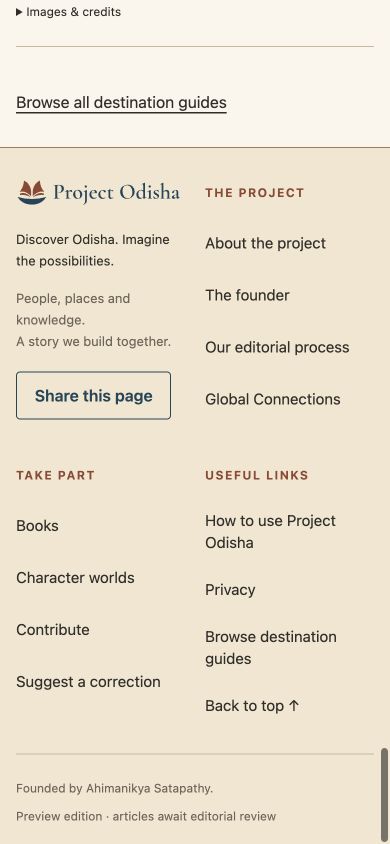 ▶ Images & credits
Browse all destination guides
Project Odisha
Discover Odisha. Imagine
the possibilities.
People, places and
knowledge.
A story we build together.
Share this page
THE PROJECT
About the project
The founder
Our editorial process
Global Connections
TAKE PART
Books
Character worlds
Contribute
Suggest a correction
USEFUL LINKS
How to use Project
Odisha
Privacy
Browse destination
guides
Back to top ↑
Founded by Ahimanikya Satapathy.
Preview edition · articles await editorial review